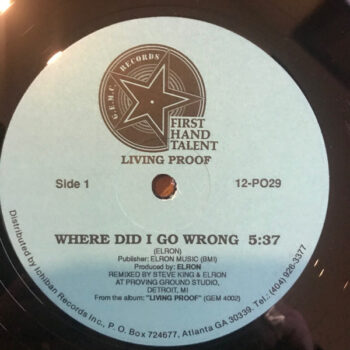 G.E.M.C. RECORDS
FIRST
HAND
TALENT
LIVING PROOF
Side 1
12-PO29
WHERE DID I GO WRONG 5:37
(ELRON)
Publisher: ELRON MUSIC (BMI)
Produced by: ELRON
REMIXED BY STEVE KING & ELRON
AT PROVING GROUND STUDIO,
DETROIT, MI
From the album: "LIVING PROOF" (GEM 4002)
Distributed by Ichiban Records Inc., P. O. Box 724677, Atlanta GA 30339. Tel.: (404) 926-3377